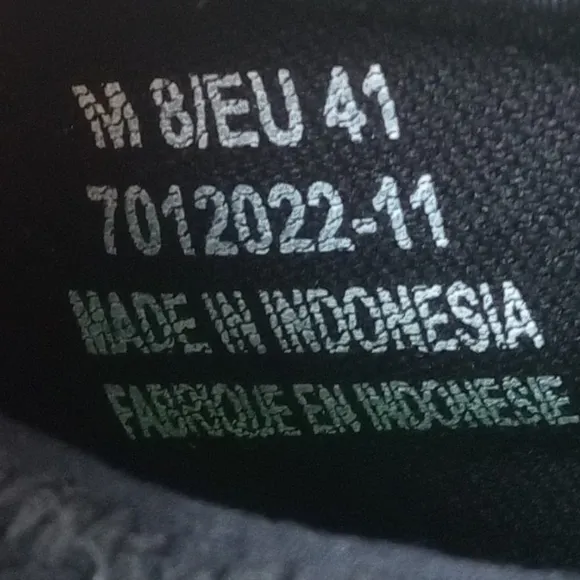 M 8/EU 41
7012022-11
MADE IN INDONESIA
FABRIQUE EN INDONESIE